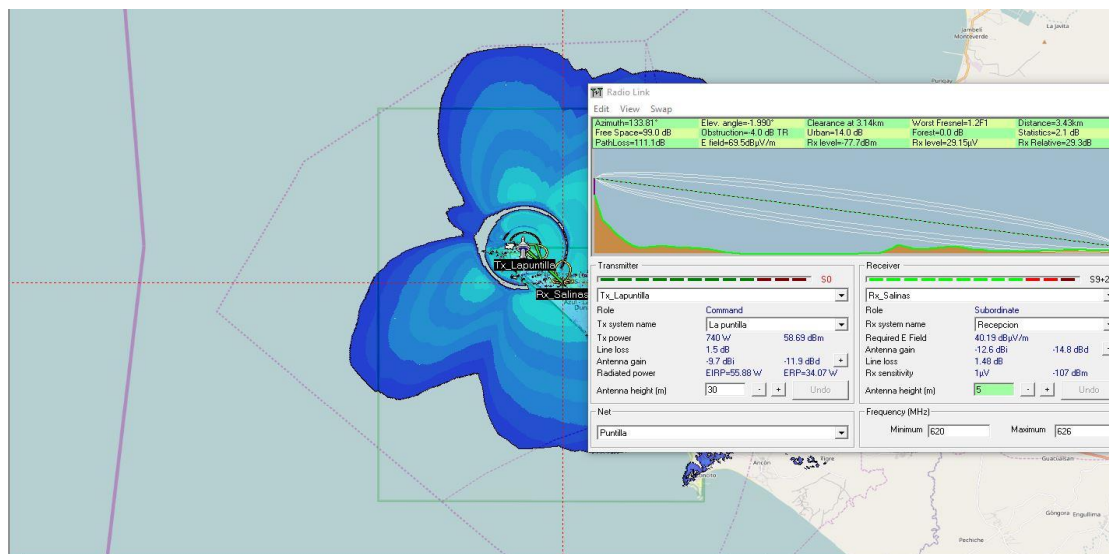 La Javita
Jambelí
Monteverde
Tx_Lapuntilla
Rx_Salinas
Radio Link
Edit View Swap
Azimuth=133.81° Elev. angle=-1.990° Clearance at 3.14km Worst Fresnel=1.2F1 Distance=3.43km
Free Space=99.0 dB Obstruction=-4.0 dB TR Urban=14.0 dB Forest=0.0 dB Statistics=2.1 dB
PathLoss=111.1dB E field=69.5dBµV/m Rx level=-77.7dBm Rx level=29.15µV Rx Relative=29.3dB
Transmitter
S0
Tx_Lapuntilla
Role Command
Tx system name La puntilla
Tx power 740 W 58.69 dBm
Line loss 1.5 dB
Antenna gain -9.7 dBi -11.9 dBd +
Radiated power EIRP=55.88 W ERP=34.07 W
Antenna height (m) 30 - + Undo
Net
Puntilla
Receiver
S9+2
Rx_Salinas
Role Subordinate
Rx system name Recepcion
Required E Field 40.19 dBµV/m
Antenna gain -12.6 dBi -14.8 dBd +
Line loss 1.48 dB
Rx sensitivity 1µV -107 dBm
Antenna height (m) 5 - + Undo
Frequency (MHz)
Minimum 620 Maximum 626
Ancon
Pechiche
Engullima